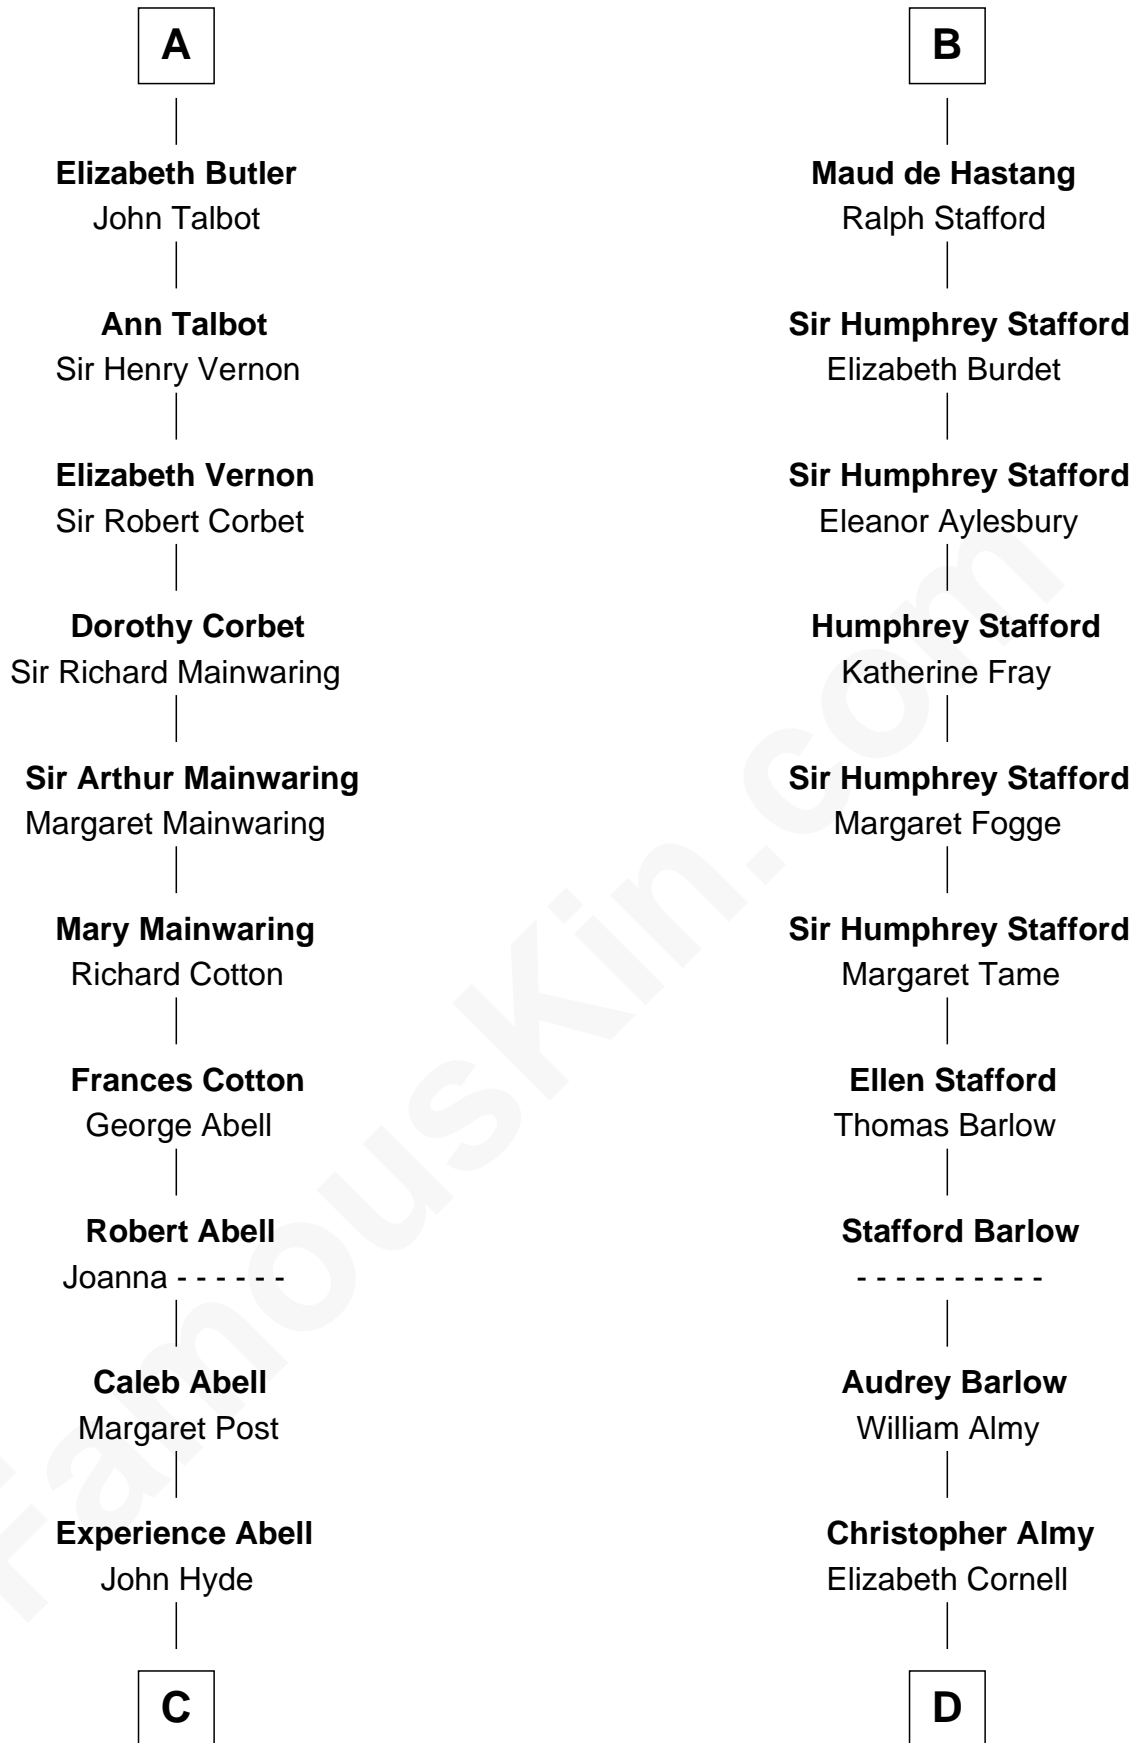 A
Elizabeth Butler
John Talbot
Ann Talbot
Sir Henry Vernon
Elizabeth Vernon
Sir Robert Corbet
Dorothy Corbet
Sir Richard Mainwaring
Sir Arthur Mainwaring
Margaret Mainwaring
Mary Mainwaring
Richard Cotton
Frances Cotton
George Abell
Robert Abell
Joanna - - - - - -
Caleb Abell
Margaret Post
Experience Abell
John Hyde
C
B
Maud de Hastang
Ralph Stafford
Sir Humphrey Stafford
Elizabeth Burdet
Sir Humphrey Stafford
Eleanor Aylesbury
Humphrey Stafford
Katherine Fray
Sir Humphrey Stafford
Margaret Fogge
Sir Humphrey Stafford
Margaret Tame
Ellen Stafford
Thomas Barlow
Stafford Barlow
- - - - - - - - - -
Audrey Barlow
William Almy
Christopher Almy
Elizabeth Cornell
D
FamousKin.com